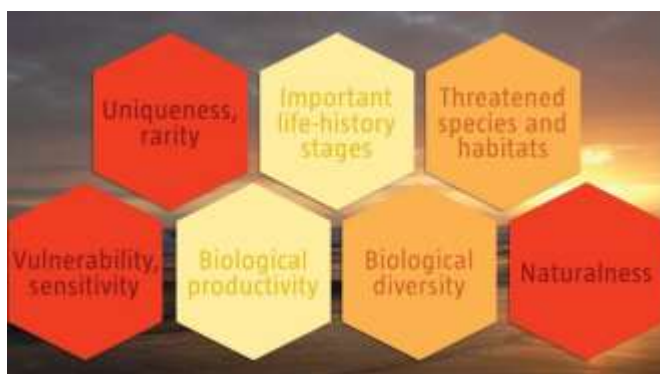 Uniqueness,
rarity
Important
life-history
stages
Threatened
species and
habitats
Vulnerability,
sensitivity
Biological
productivity
Biological
diversity
Naturalness